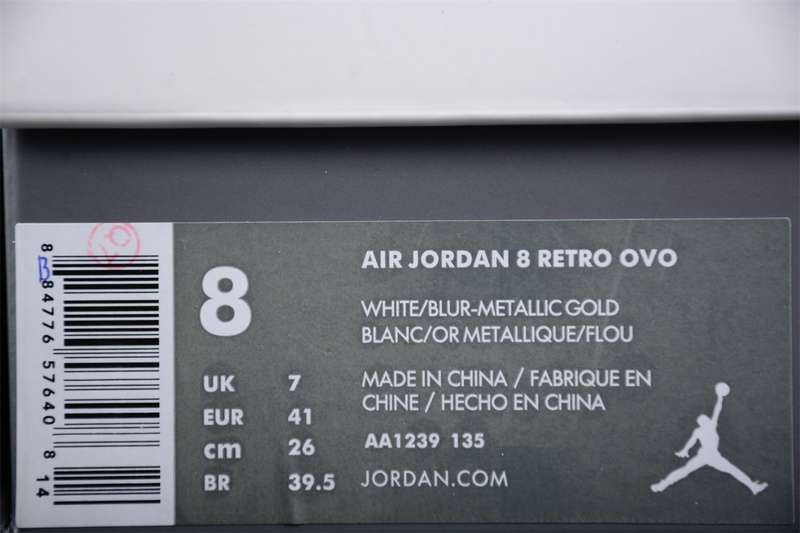 8 84776 57640 8 14
B
8
UK 7
EUR 41
cm 26
BR 39.5
AIR JORDAN 8 RETRO OVO
WHITE/BLUR-METALLIC GOLD
BLANC/OR METALLIQUE/FLOU
MADE IN CHINA / FABRIQUE EN
CHINE / HECHO EN CHINA
AA1239 135
JORDAN.COM